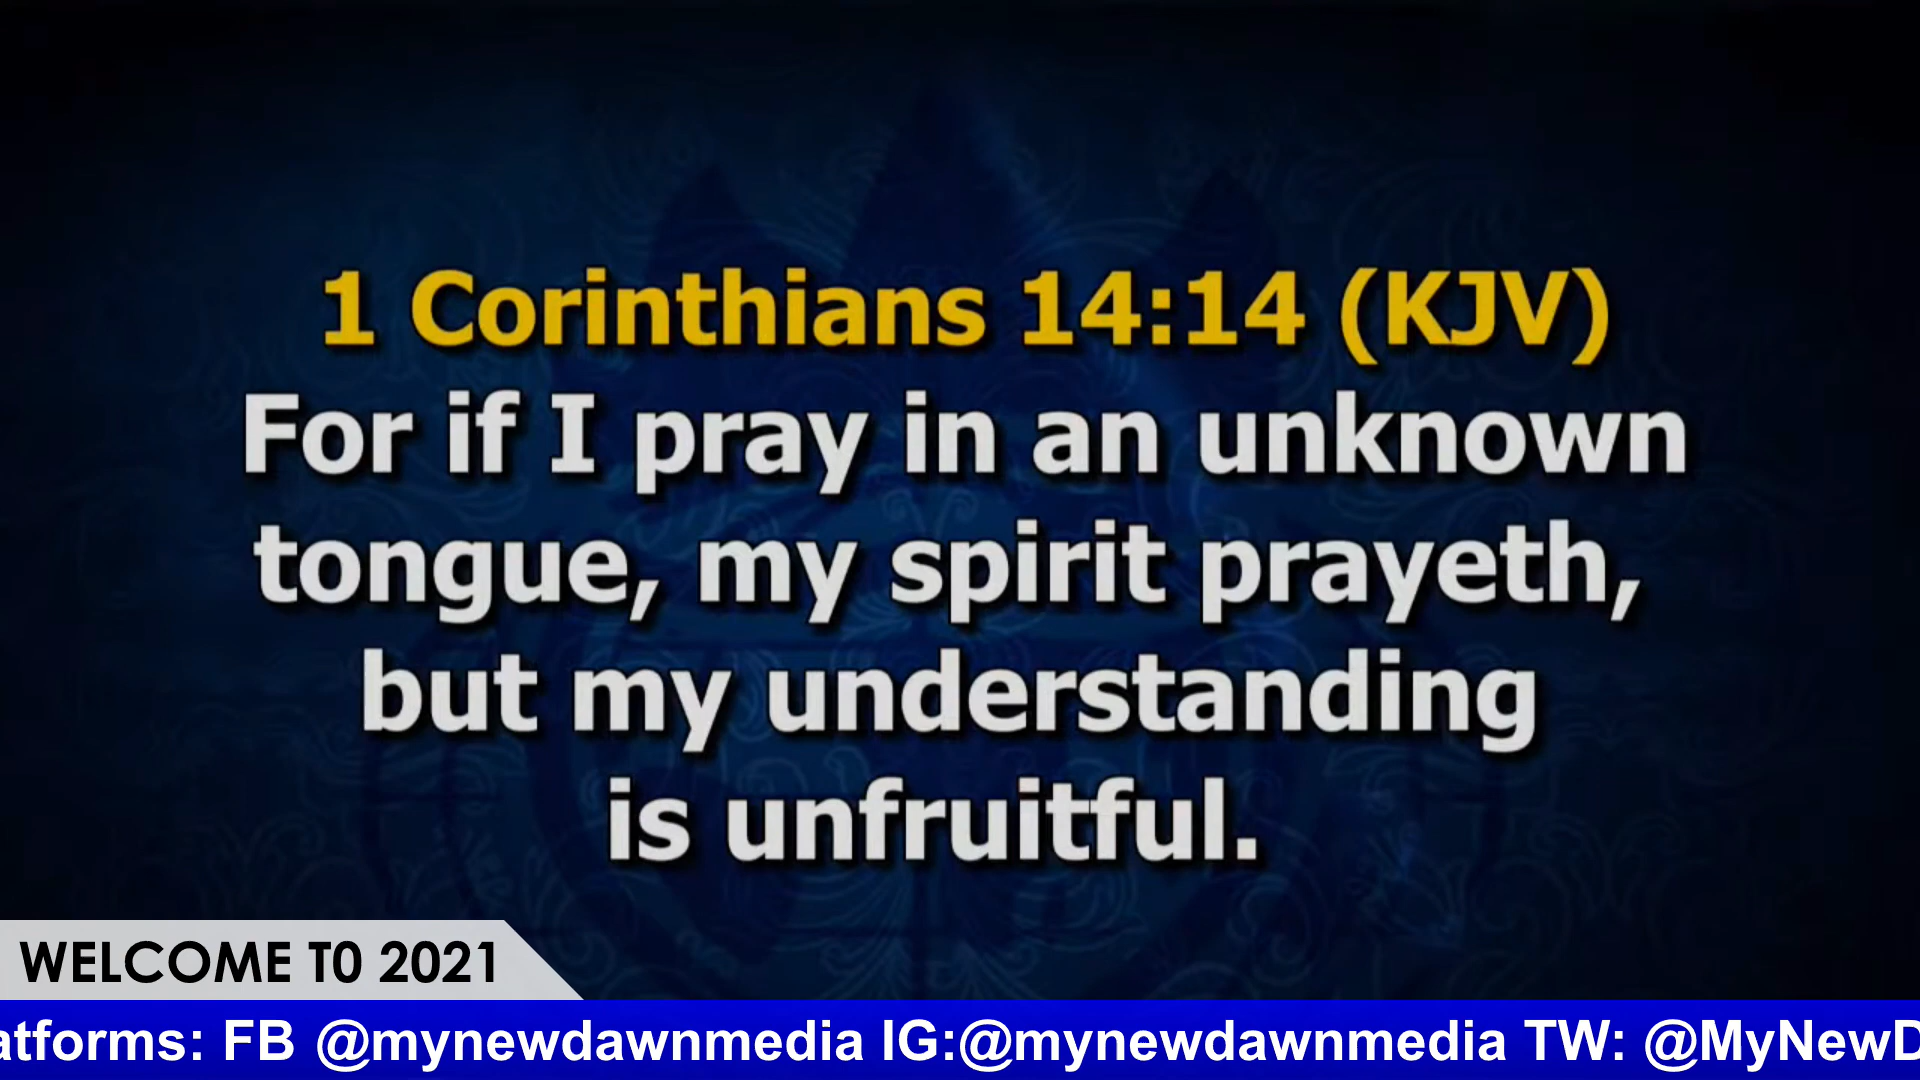 1 Corinthians 14:14 (KJV)
For if I pray in an unknown
tongue, my spirit prayeth,
but my understanding
is unfruitful.
WELCOME T0 2021
atforms: FB @mynewdawnmedia IG:@mynewdawnmedia TW: @MyNewD